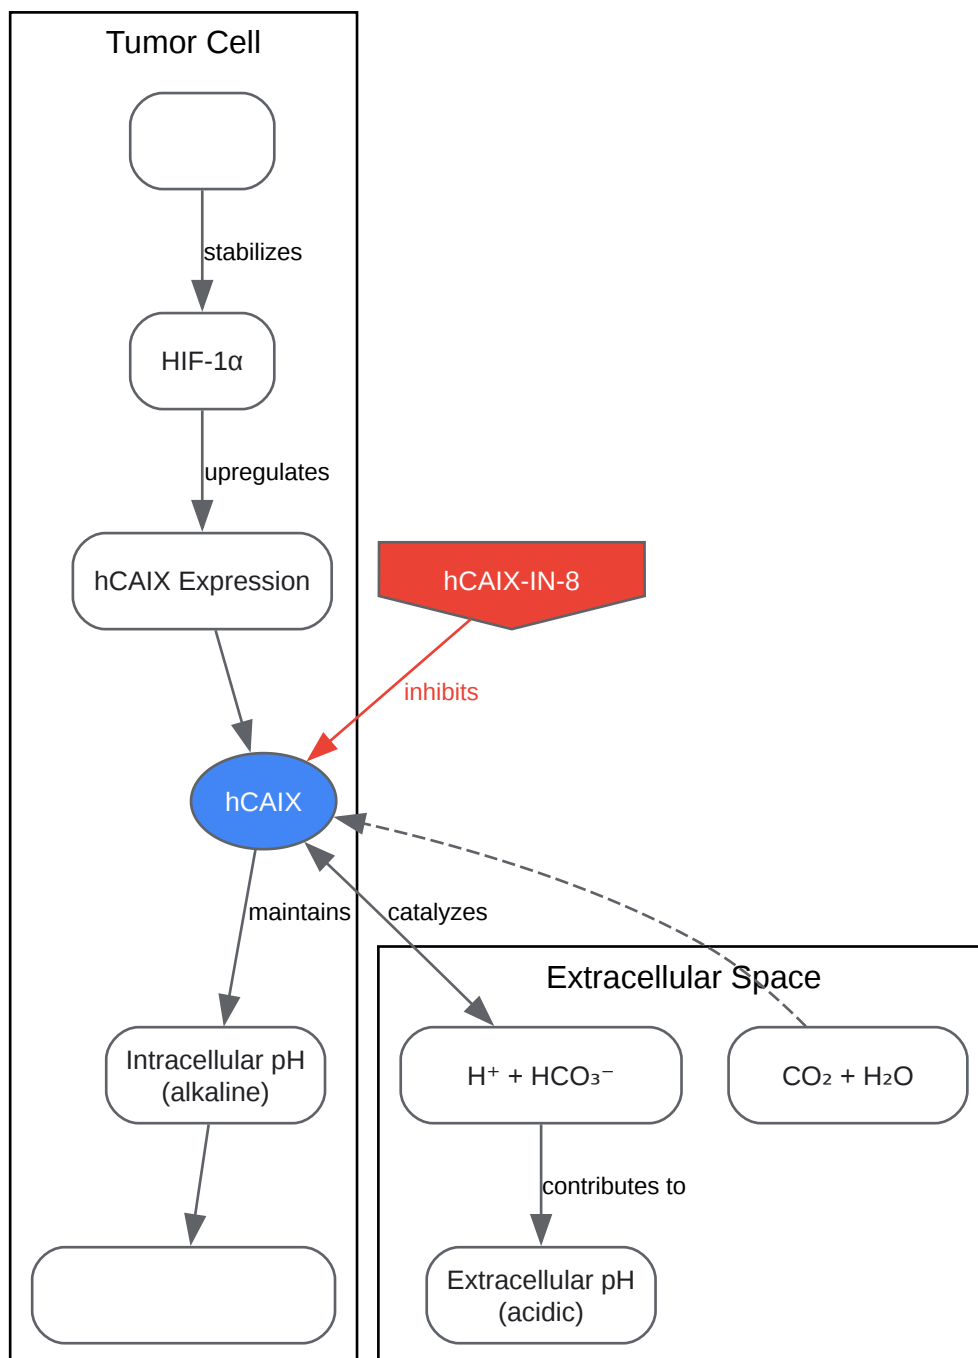 Tumor Cell
stabilizes
HIF-1α
upregulates
hCAIX Expression
hCAIX-IN-8
inhibits
hCAIX
maintains
catalyzes
Extracellular Space
Intracellular pH
(alkaline)
H⁺ + HCO₃⁻
CO₂ + H₂O
contributes to
Extracellular pH
(acidic)